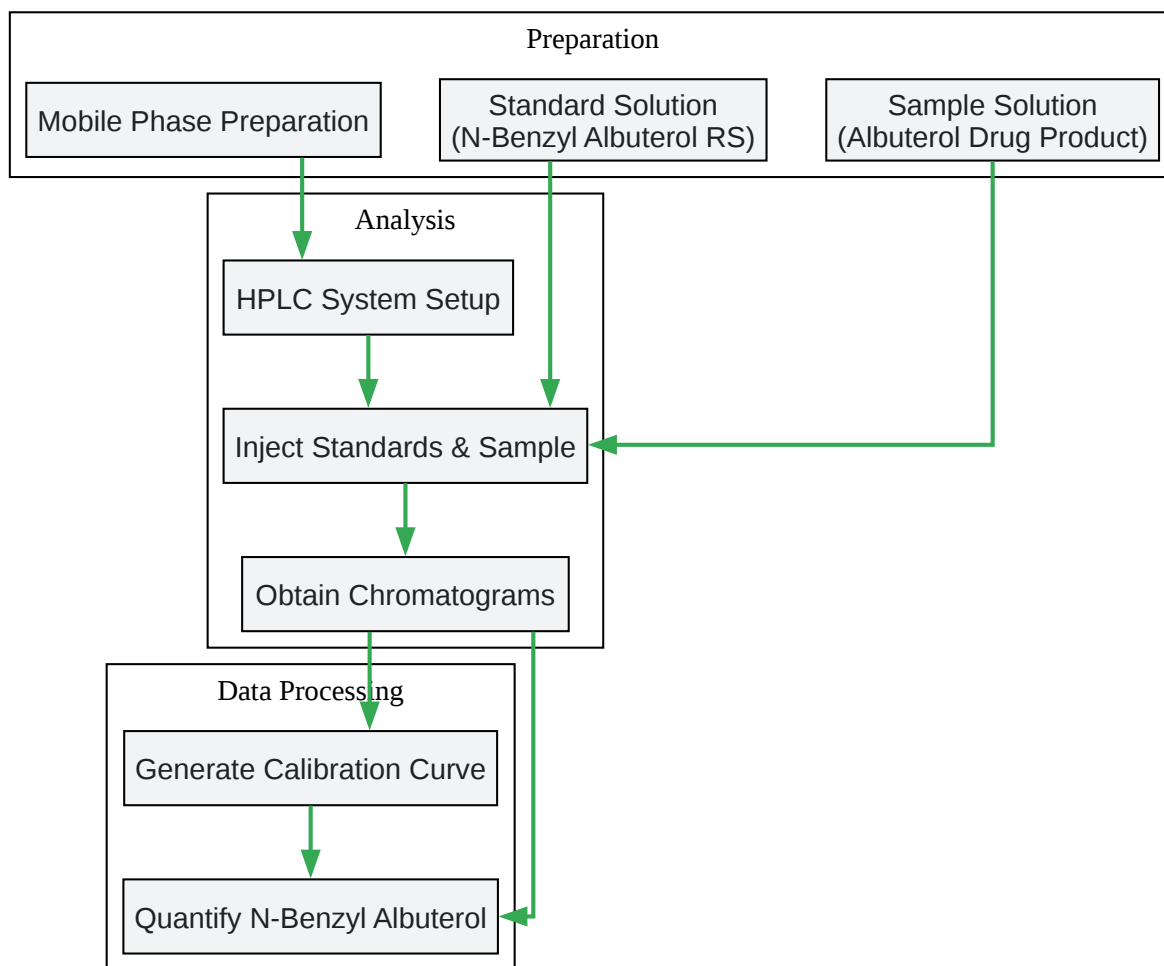 Preparation
Mobile Phase Preparation
Standard Solution
(N-Benzyl Albuterol RS)
Sample Solution
(Albuterol Drug Product)
Analysis
HPLC System Setup
Inject Standards & Sample
Obtain Chromatograms
Data Processing
Generate Calibration Curve
Quantify N-Benzyl Albuterol